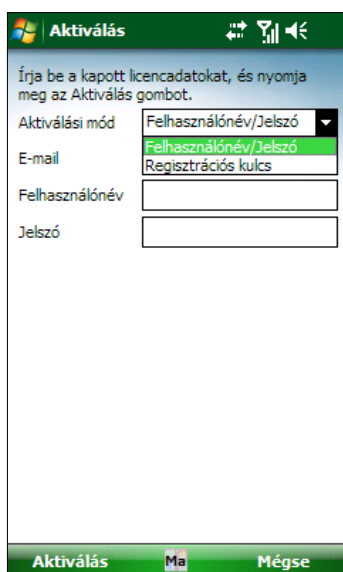 Aktiválás
Írja be a kapott licencadatokat, és nyomja
meg az Aktiválás gombot.
Aktiválási mód Felhasználónév/Jelszó
Felhasználónév/Jelszó
E-mail
Regisztrációs kulcs
Felhasználónév
Jelszó
Aktiválás Ma Mégse